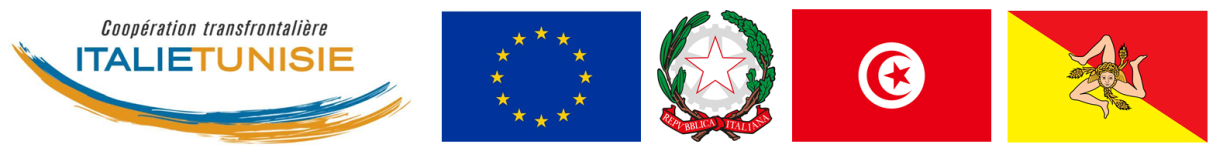 Coopération transfrontalière
ITALIETUNISIE
REPVBBLICA ITALIANA